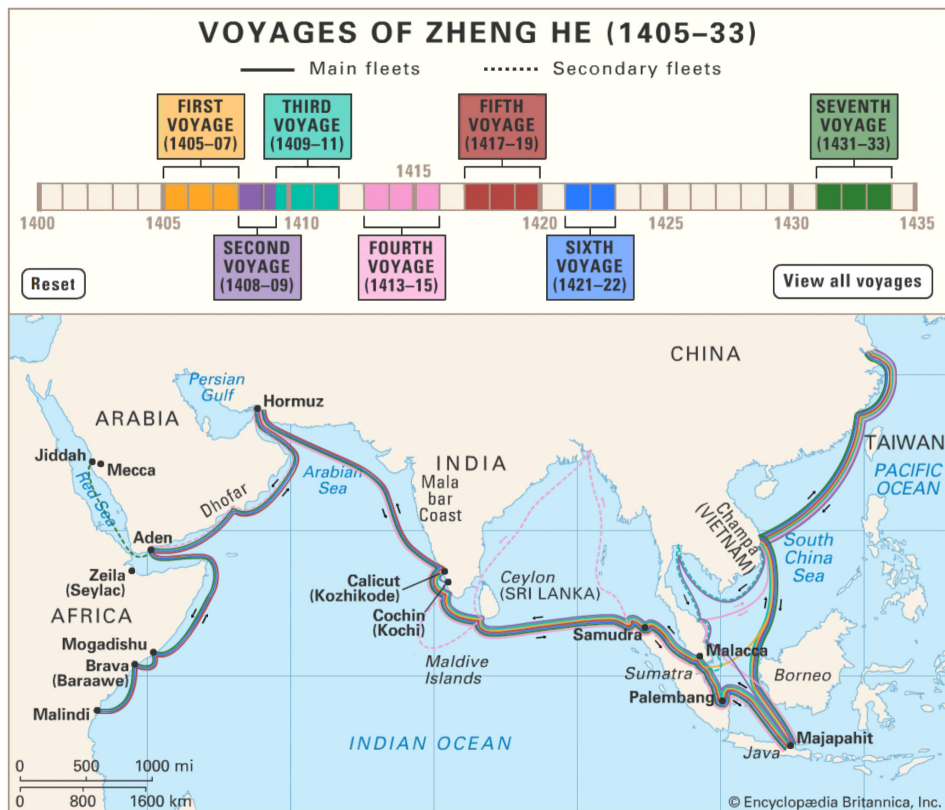 VOYAGES OF ZHENG HE (1405–33)
Main fleets
Secondary fleets
FIRST
VOYAGE
(1405–07)
THIRD
VOYAGE
(1409–11)
FIFTH
VOYAGE
(1417–19)
SEVENTH
VOYAGE
(1431–33)
1415
1400
1405
1410
1420
1425
1430
1435
SECOND
VOYAGE
(1408–09)
FOURTH
VOYAGE
(1413–15)
SIXTH
VOYAGE
(1421–22)
Reset
View all voyages
CHINA
Persian
Gulf
Hormuz
ARABIA
TAIWAN
Jiddah
Mecca
Red Sea
Arabian
Sea
INDIA
Mala
bar
Coast
PACIFIC
OCEAN
Dhofar
Champa
(VIETNAM)
South
China
Sea
Aden
Zeila
(Seylac)
Calicut
(Kozhikode)
Ceylon
(SRI LANKA)
AFRICA
Cochin
(Kochi)
Mogadishu
Samudra
Malacca
Brava
(Baraawe)
Maldive
Islands
Sumatra
Borneo
Malindi
Palembang
INDIAN OCEAN
Majapahit
Java
0 500 1000 mi
0 800 1600 km
© Encyclopædia Britannica, Inc.